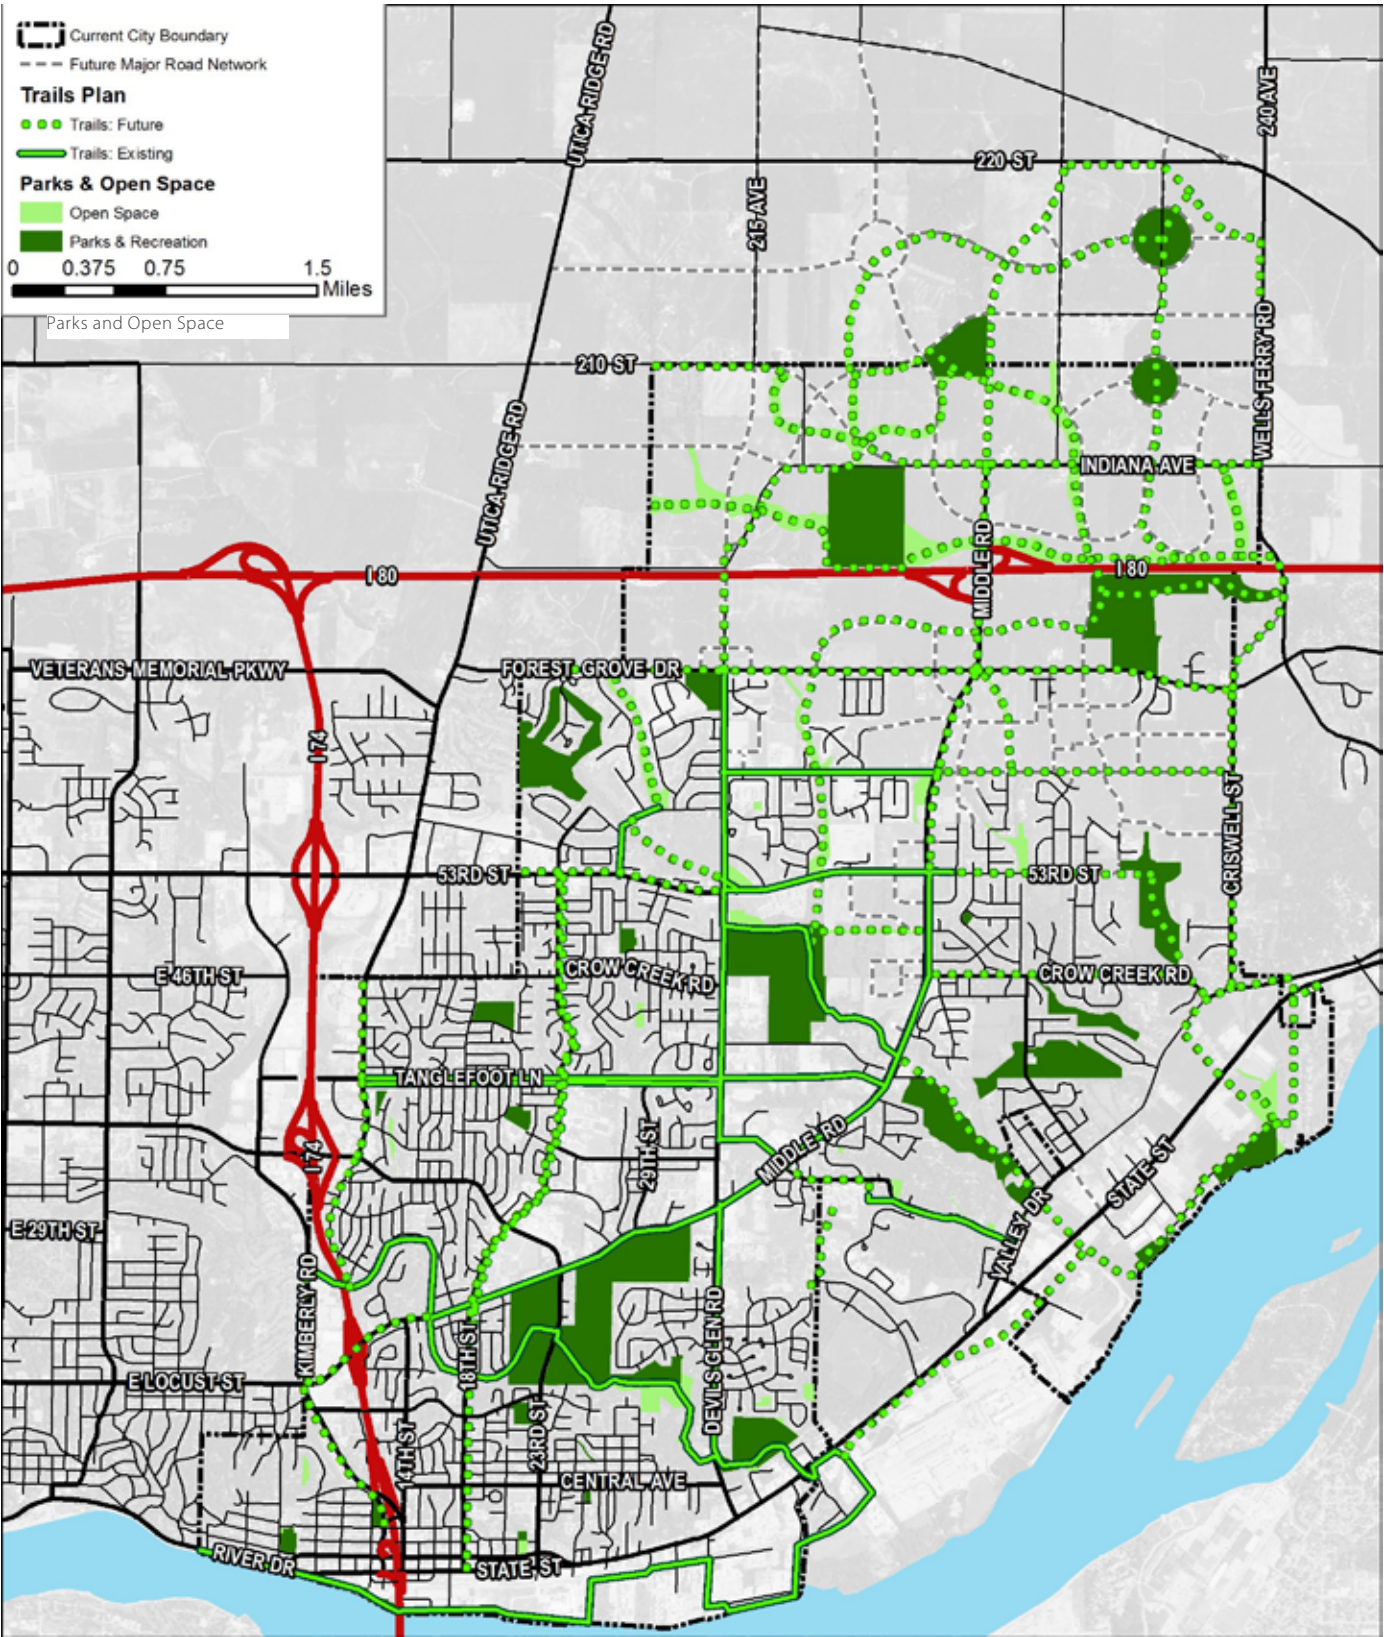 Current City Boundary
Future Major Road Network
Trails Plan
Trails: Future
Trails: Existing
Parks & Open Space
Open Space
Parks & Recreation
0 0.375 0.75 1.5
Miles
Parks and Open Space
UTICA RIDGE RD
240 AVE
220 ST
215 AVE
WELLS FERRY RD
210 ST
UTICA RIDGE RD
INDIANA AVE
MIDDLE RD
I 80
I 80
VETERANS MEMORIAL PKWY
FOREST GROVE DR
I 74
CRISWELL ST
53RD ST
53RD ST
E 46TH ST
CROW CREEK RD
CROW CREEK RD
TANGLEFOOT LN
29TH ST
MIDDLE RD
I 74
STATE ST
E 29TH ST
VALLEY DR
KIMBERLY RD
DEVILS GLEN RD
18TH ST
E LOCUST ST
23RD ST
14TH ST
CENTRAL AVE
RIVER DR
STATE ST